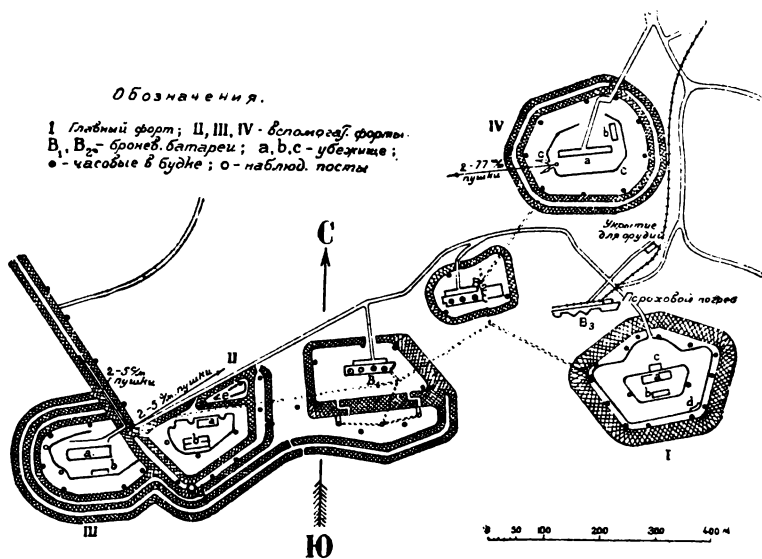 Обозначения.
I Главный форт; II, III, IV - вспомогат. форты.
B₁, B₂ - бронев. батареи; a, b, c - убежище;
● - часовые в будке; o - наблюд. посты
IV
b
a
c
c
2-77 m/m
пушки
С
Укрытие
для орудий
Пороховой погреб
B₃
II
2-5 c/m
пушки
2-5 c/m пушки
c
a
b
B₁
c
a
b
d
I
a
b
III
Ю
0 50 100 200 300 400 м